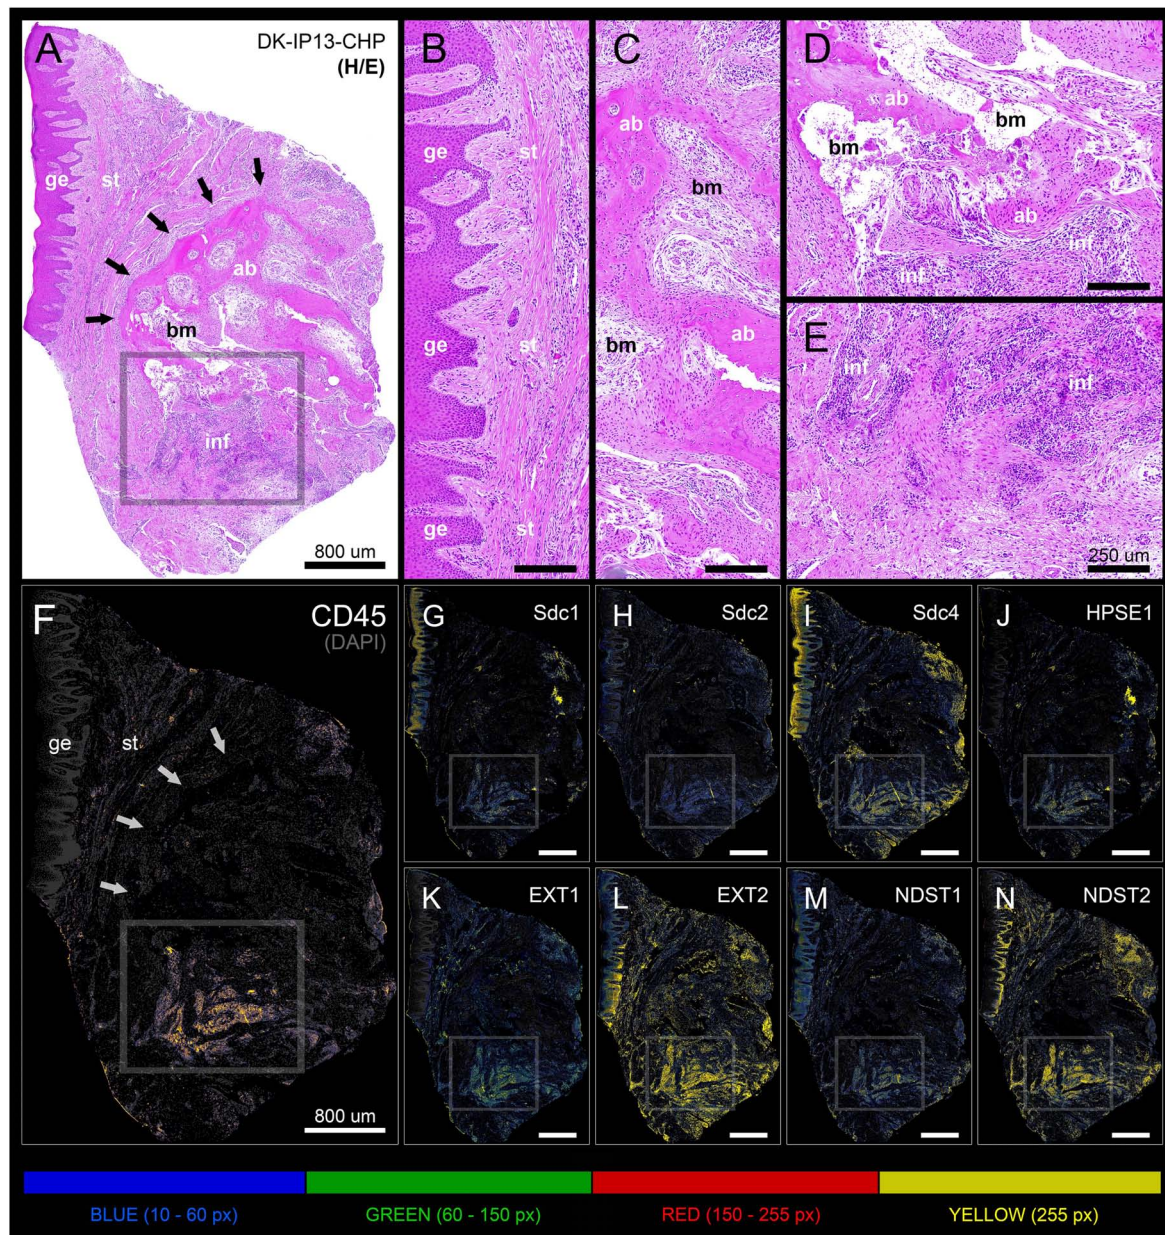 A
DK-IP13-CHP
(H/E)
ge
st
ab
bm
inf
800 um
B
ge
st
ge
st
ge
st
C
ab
bm
ab
bm
D
ab
bm
bm
ab
inf
inf
E
inf
inf
250 um
F
CD45
(DAPI)
ge
st
800 um
G
Sdc1
H
Sdc2
I
Sdc4
J
HPSE1
K
EXT1
L
EXT2
M
NDST1
N
NDST2
BLUE (10 - 60 px)
GREEN (60 - 150 px)
RED (150 - 255 px)
YELLOW (255 px)